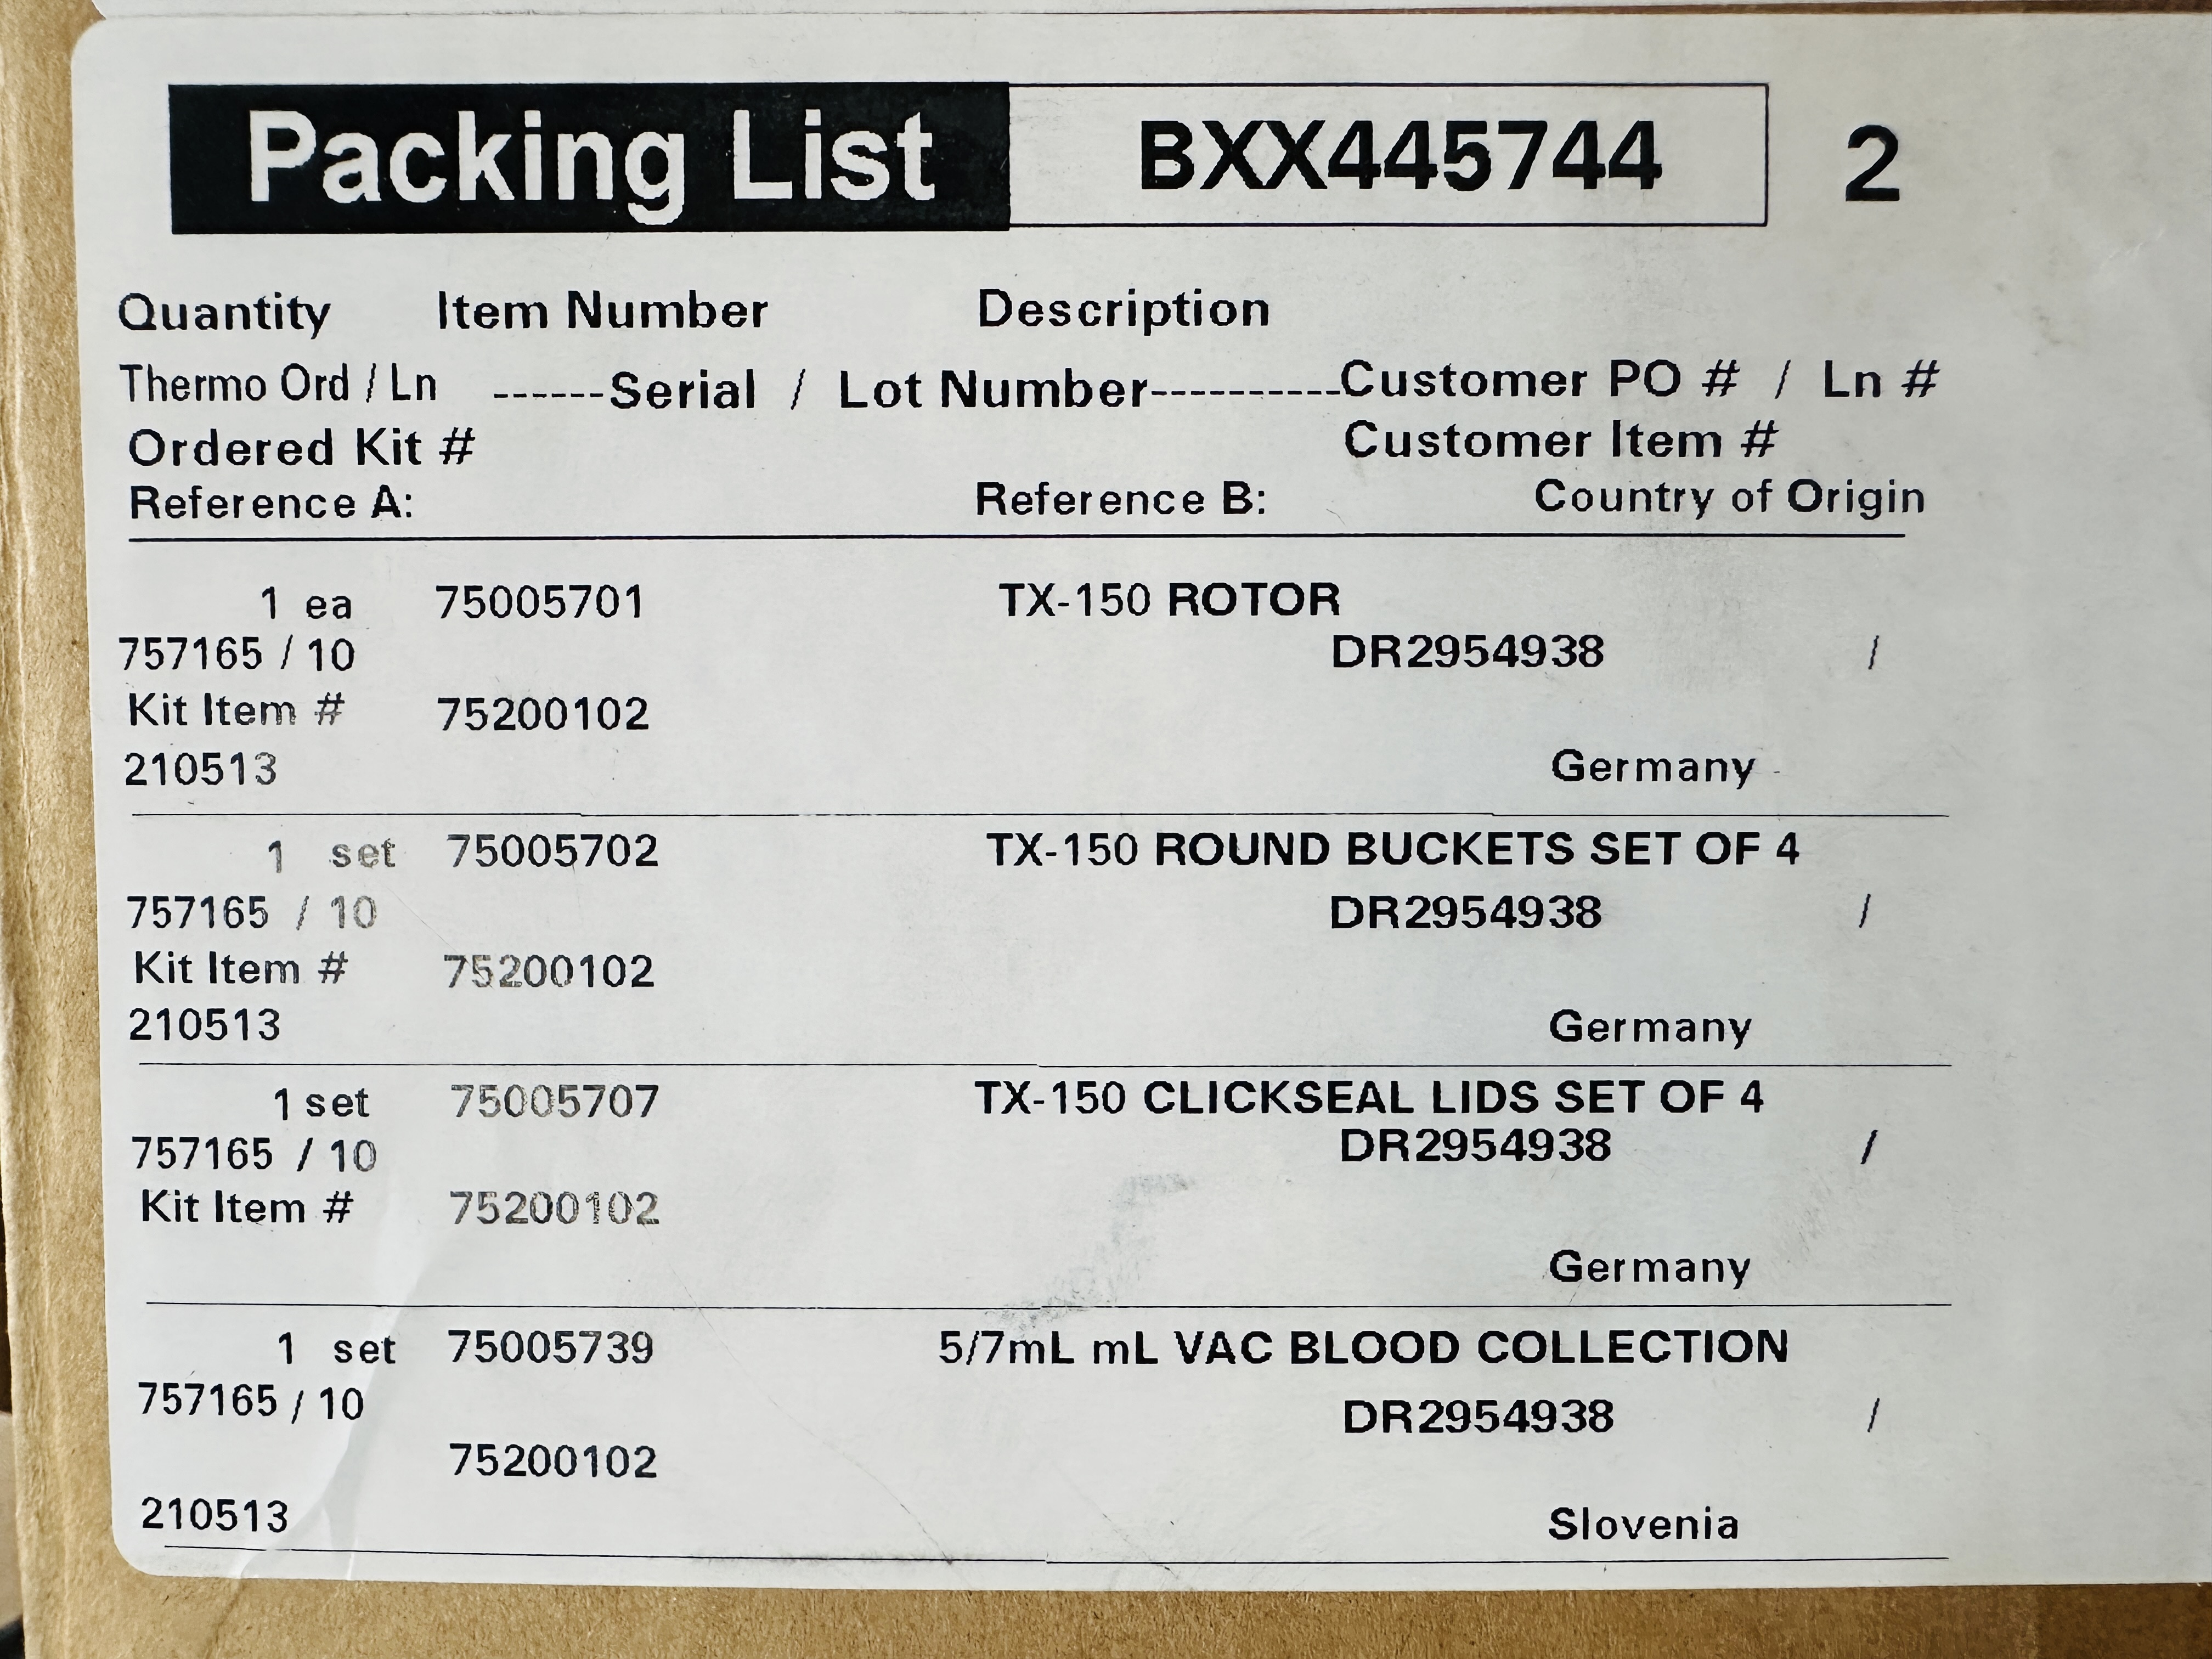 Packing List BXX445744 2
Quantity Item Number Description
Thermo Ord / Ln ------Serial / Lot Number----------Customer PO # / Ln #
Ordered Kit # Customer Item #
Reference A: Reference B: Country of Origin
1 ea 75005701 TX-150 ROTOR
757165 / 10 DR2954938 /
Kit Item # 75200102
210513 Germany
1 set 75005702 TX-150 ROUND BUCKETS SET OF 4
757165 / 10 DR2954938 /
Kit Item # 75200102
210513 Germany
1 set 75005707 TX-150 CLICKSEAL LIDS SET OF 4
757165 / 10 DR2954938 /
Kit Item # 75200102
Germany
1 set 75005739 5/7mL mL VAC BLOOD COLLECTION
757165 / 10 DR2954938 /
75200102
210513 Slovenia